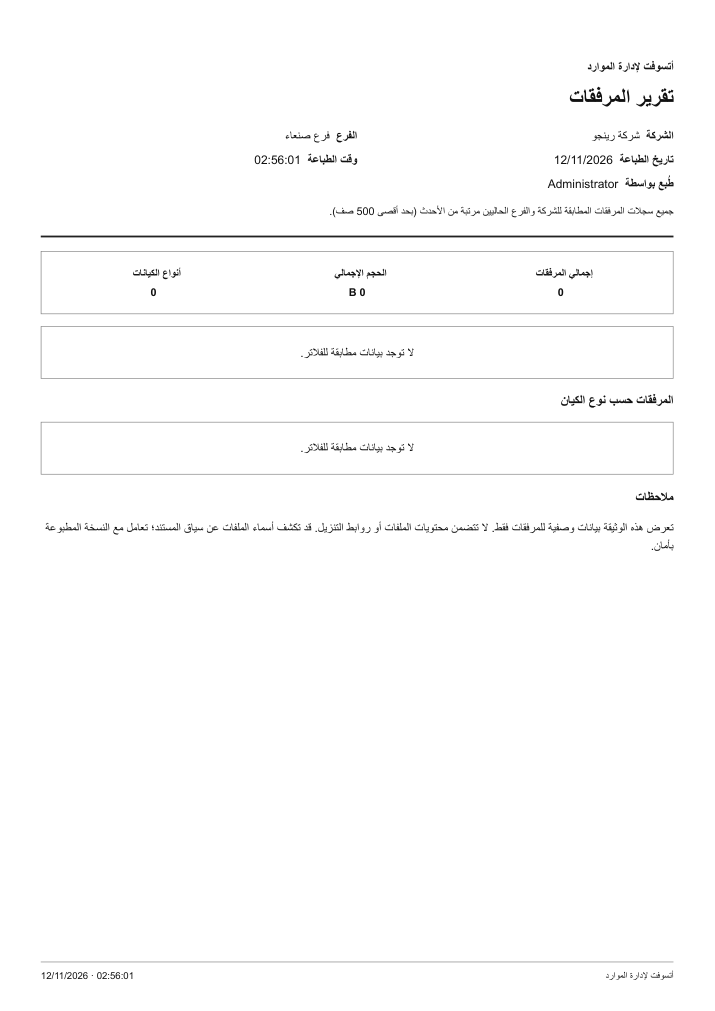 أتسوفت لإدارة الموارد
تقرير المرفقات
الشركة شركة رينجو
الفرع فرع صنعاء
تاريخ الطباعة 12/11/2026
وقت الطباعة 02:56:01
طُبع بواسطة Administrator
جميع سجلات المرفقات المطابقة للشركة والفرع الحاليين مرتبة من الأحدث (بحد أقصى 500 صف).
إجمالي المرفقات
الحجم الإجمالي
أنواع الكيانات
0
0 B
0
لا توجد بيانات مطابقة للفلاتر.
المرفقات حسب نوع الكيان
لا توجد بيانات مطابقة للفلاتر.
ملاحظات
تعرض هذه الوثيقة بيانات وصفية للمرفقات فقط. لا تتضمن محتويات الملفات أو روابط التنزيل. قد تكشف أسماء الملفات عن سياق المستند؛ تعامل مع النسخة المطبوعة
بأمان.
أتسوفت لإدارة الموارد
12/11/2026 · 02:56:01